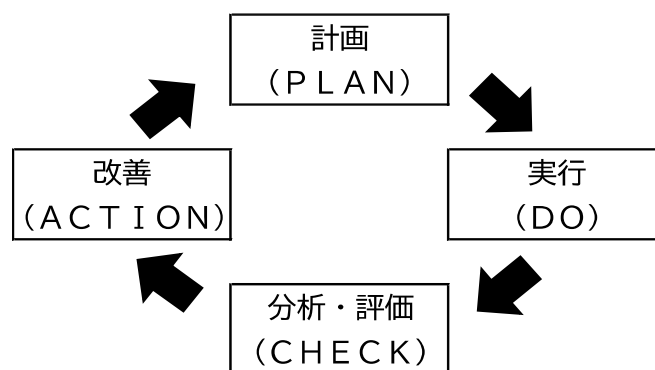 計画
（ＰＬＡＮ）
改善
（ＡＣＴＩＯＮ）
実行
（ＤＯ）
分析・評価
（ＣＨＥＣＫ）